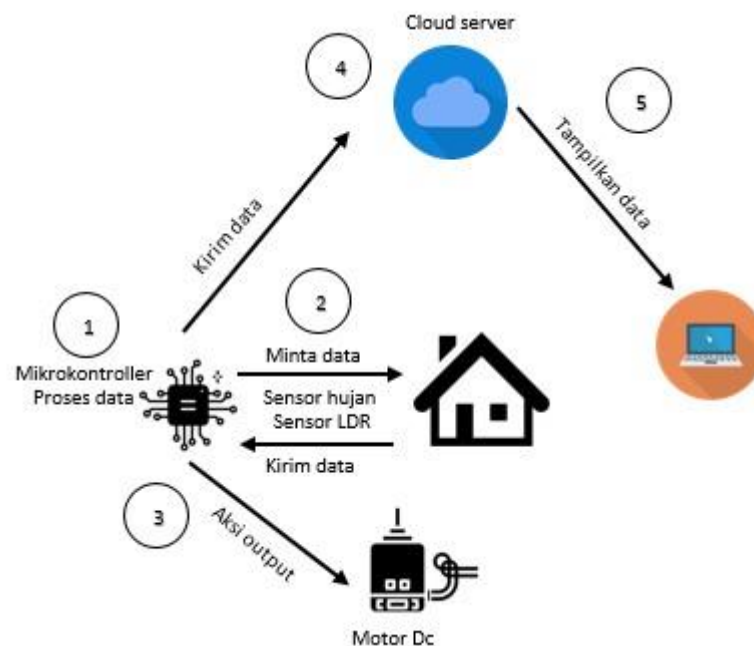 Cloud server
4
5
Kirim data
Tampilkan data
1
2
Mikrokontroller
Proses data
Minta data
Sensor hujan
Sensor LDR
Kirim data
3
Aksi output
Motor Dc